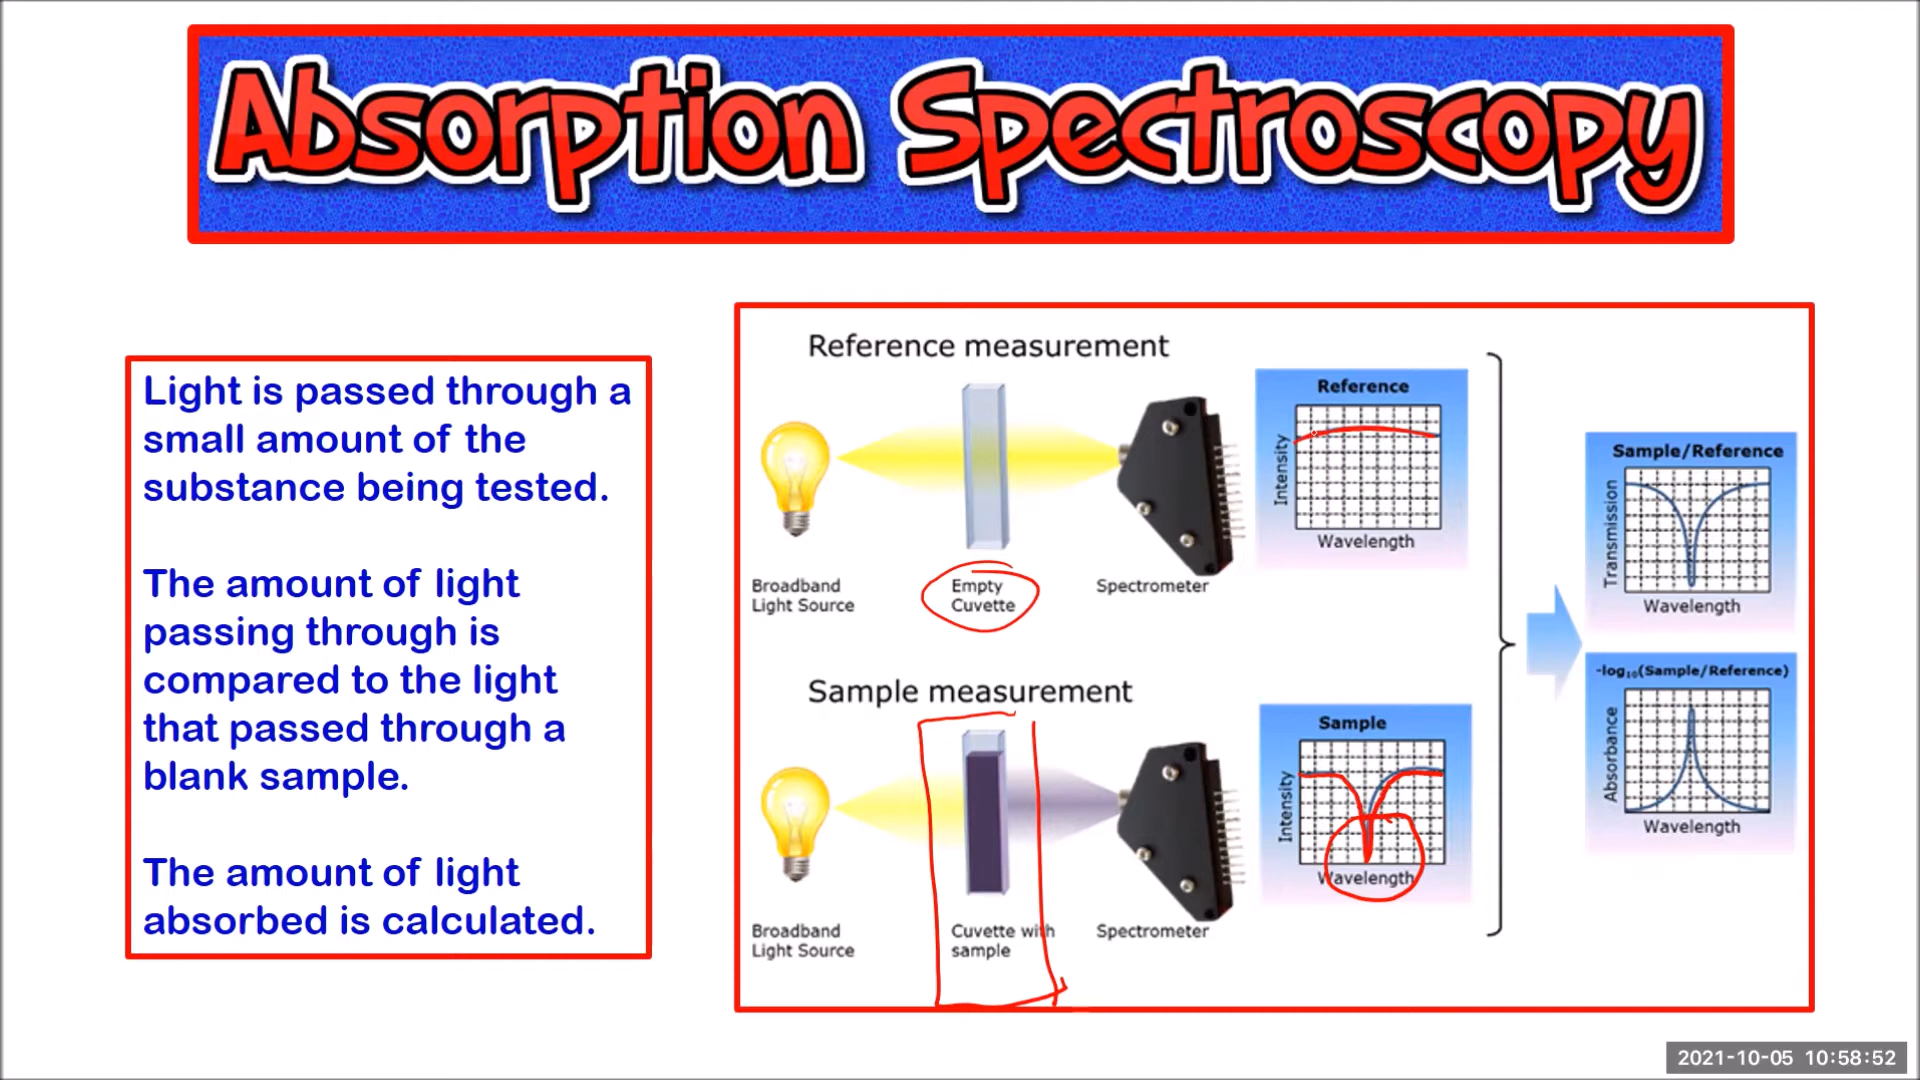 Absorption Spectroscopy
Light is passed through a
small amount of the
substance being tested.
The amount of light
passing through is
compared to the light
that passed through a
blank sample.
The amount of light
absorbed is calculated.
Reference measurement
Broadband
Light Source
Empty
Cuvette
Spectrometer
Reference
Intensity
Wavelength
Sample measurement
Broadband
Light Source
Cuvette with
sample
Spectrometer
Sample
Intensity
Wavelength
Sample/Reference
Transmission
Wavelength
-log₁₀(Sample/Reference)
Absorbance
Wavelength
2021-10-05 10:58:52